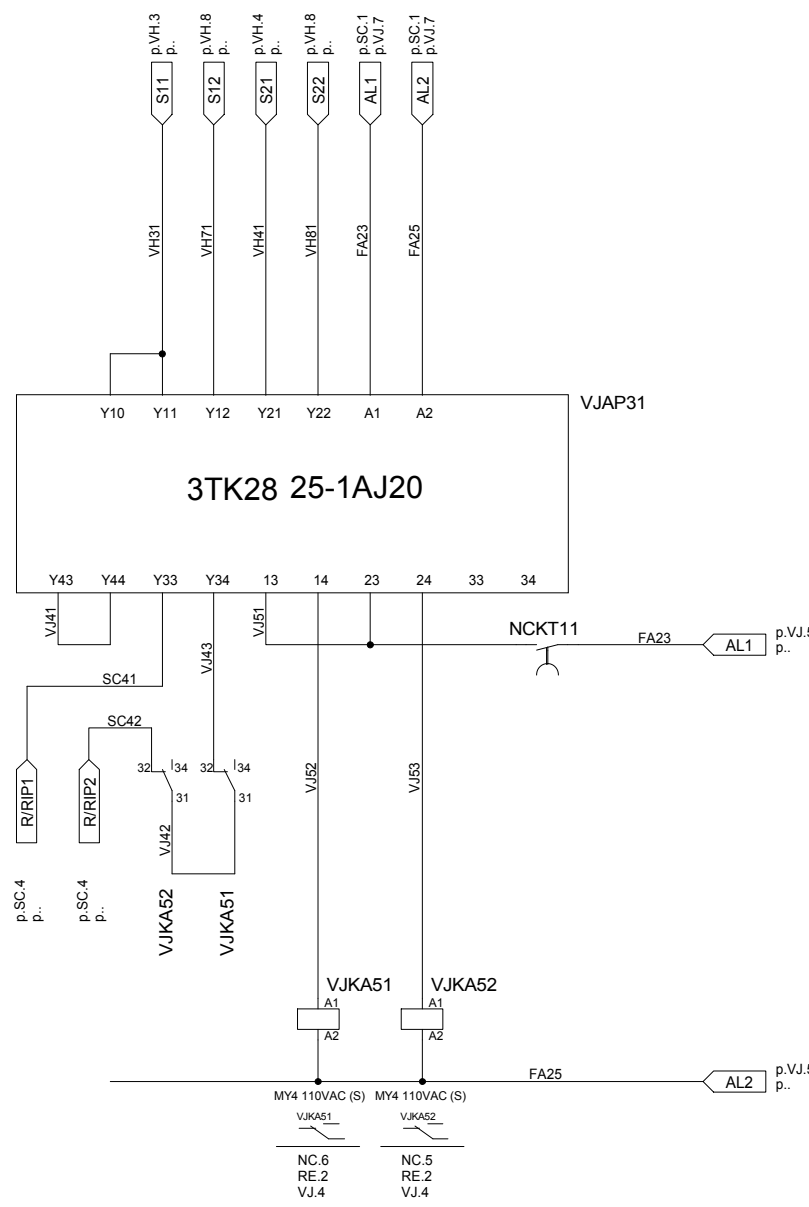 p.VH.3
p..
p.VH.8
p..
p.VH.4
p..
p.VH.8
p..
p.SC.1
p.VJ.7
p.SC.1
p.VJ.7
S11
S12
S21
S22
AL1
AL2
VH31
VH71
VH41
VH81
FA23
FA25
VJAP31
Y10 Y11 Y12 Y21 Y22 A1 A2
3TK28 25-1AJ20
Y43 Y44 Y33 Y34 13 14 23 24 33 34
VJ41
VJ43
VJ51
NCKT11
FA23
AL1
p.VJ.5
p..
SC41
SC42
R/RIP1
R/RIP2
32 34
31
32 34
31
VJ42
VJ52
VJ53
p.SC.4
p..
p.SC.4
p..
VJKA52
VJKA51
VJKA51
A1
A2
VJKA52
A1
A2
FA25
AL2
p.VJ.5
p..
MY4 110VAC (S)
MY4 110VAC (S)
VJKA51
VJKA52
NC.6
RE.2
VJ.4
NC.5
RE.2
VJ.4